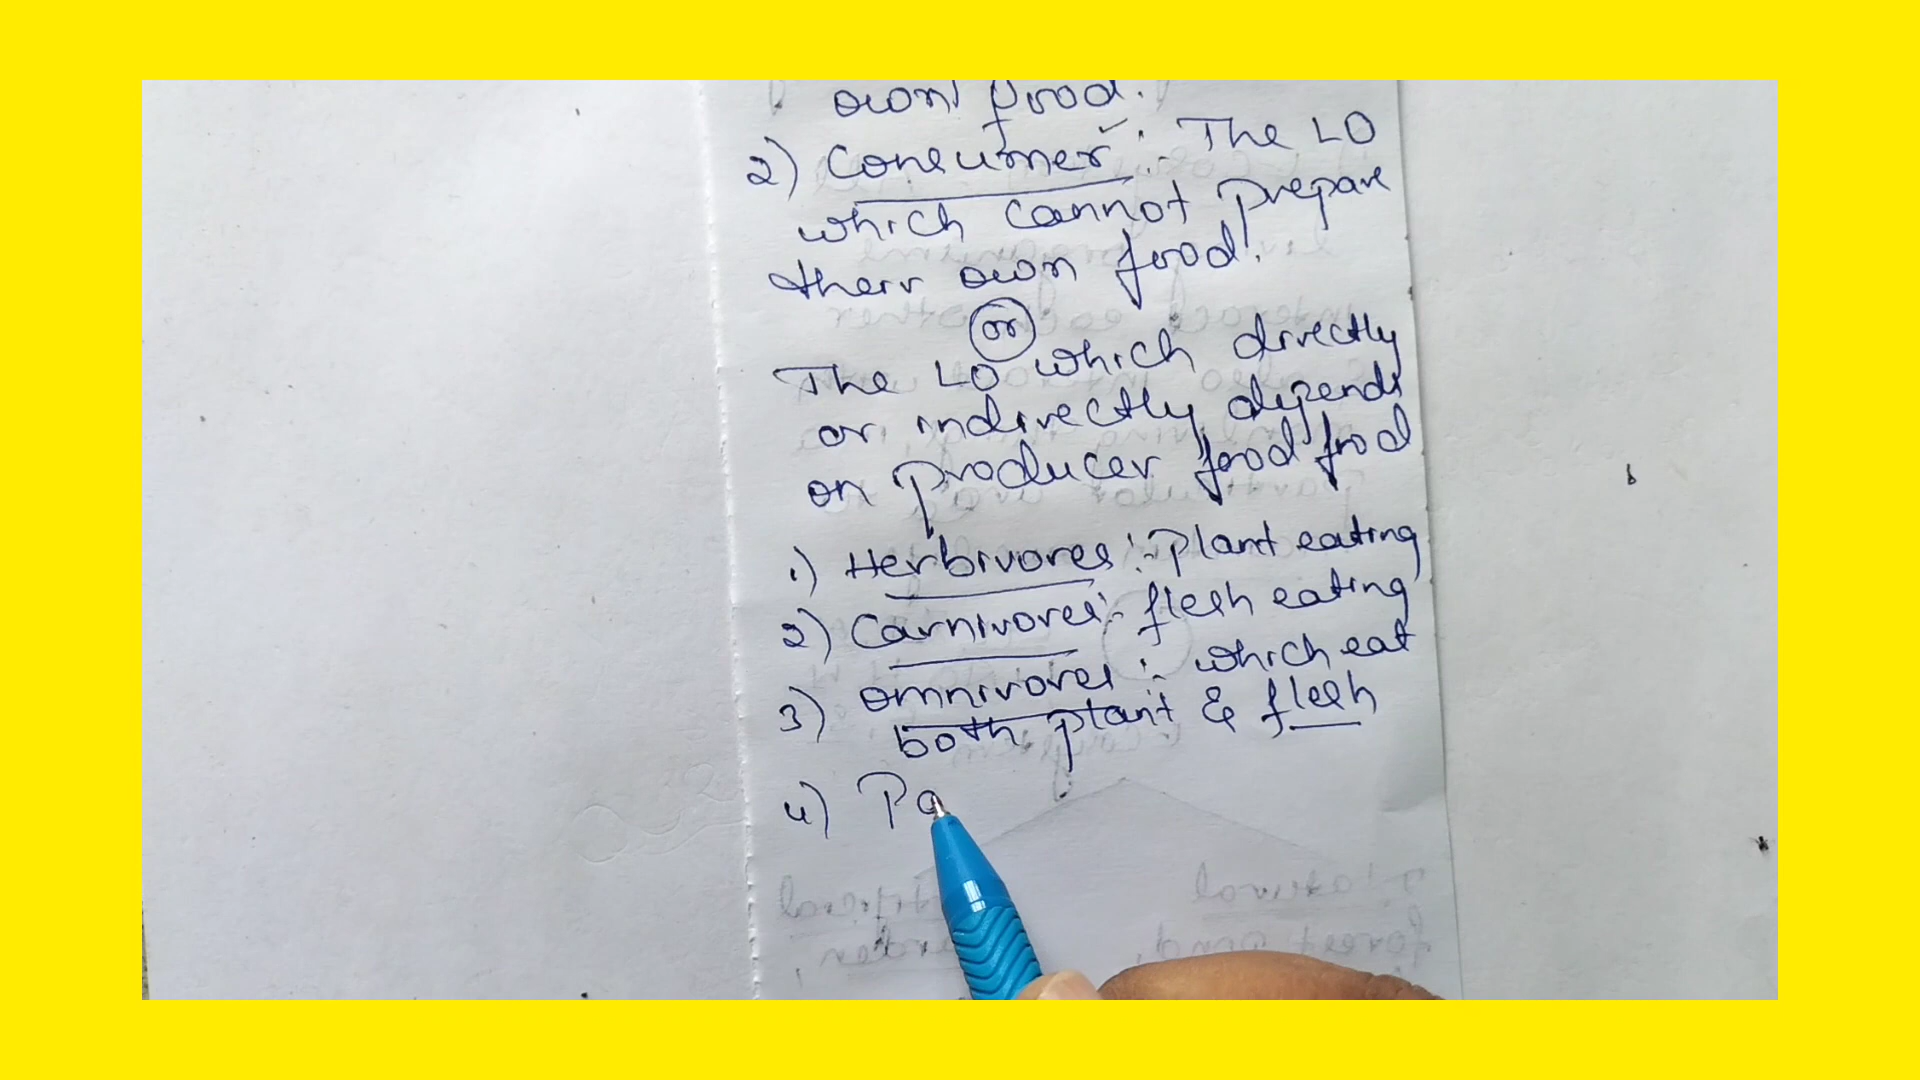 own food.
2) Consumer :- The LO
which cannot prepare
their own food.
or
The LO which directly
or indirectly depends
on producer food food
1) Herbivores :- Plant eating
2) Carnivores :- flesh eating
3) Omnivores :- which eat
both plant & flesh
4) Pa